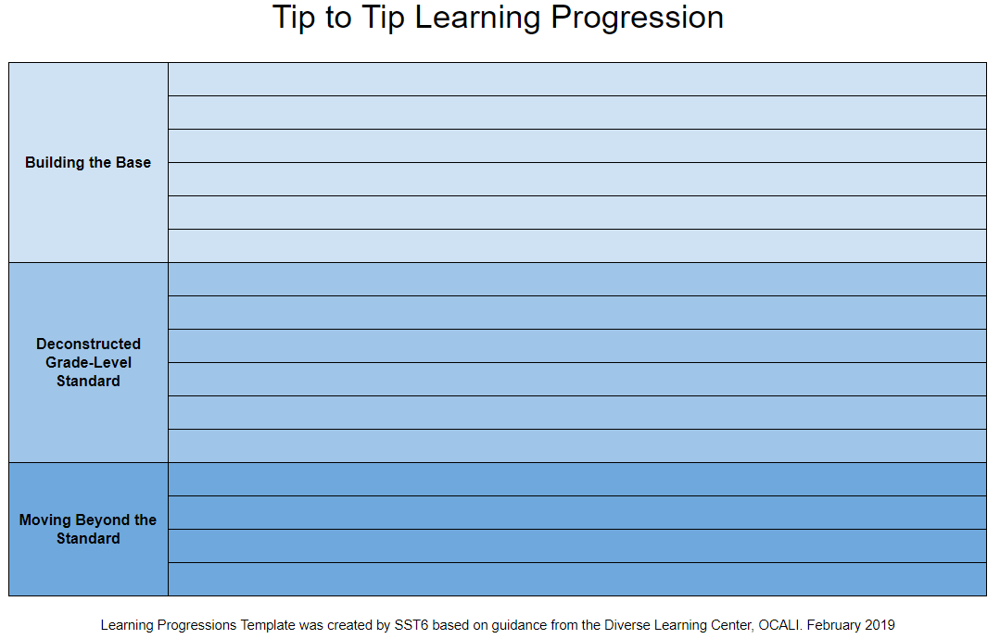 Tip to Tip Learning Progression
Building the Base
Deconstructed
Grade-Level
Standard
Moving Beyond the
Standard
Learning Progressions Template was created by SST6 based on guidance from the Diverse Learning Center, OCALI. February 2019